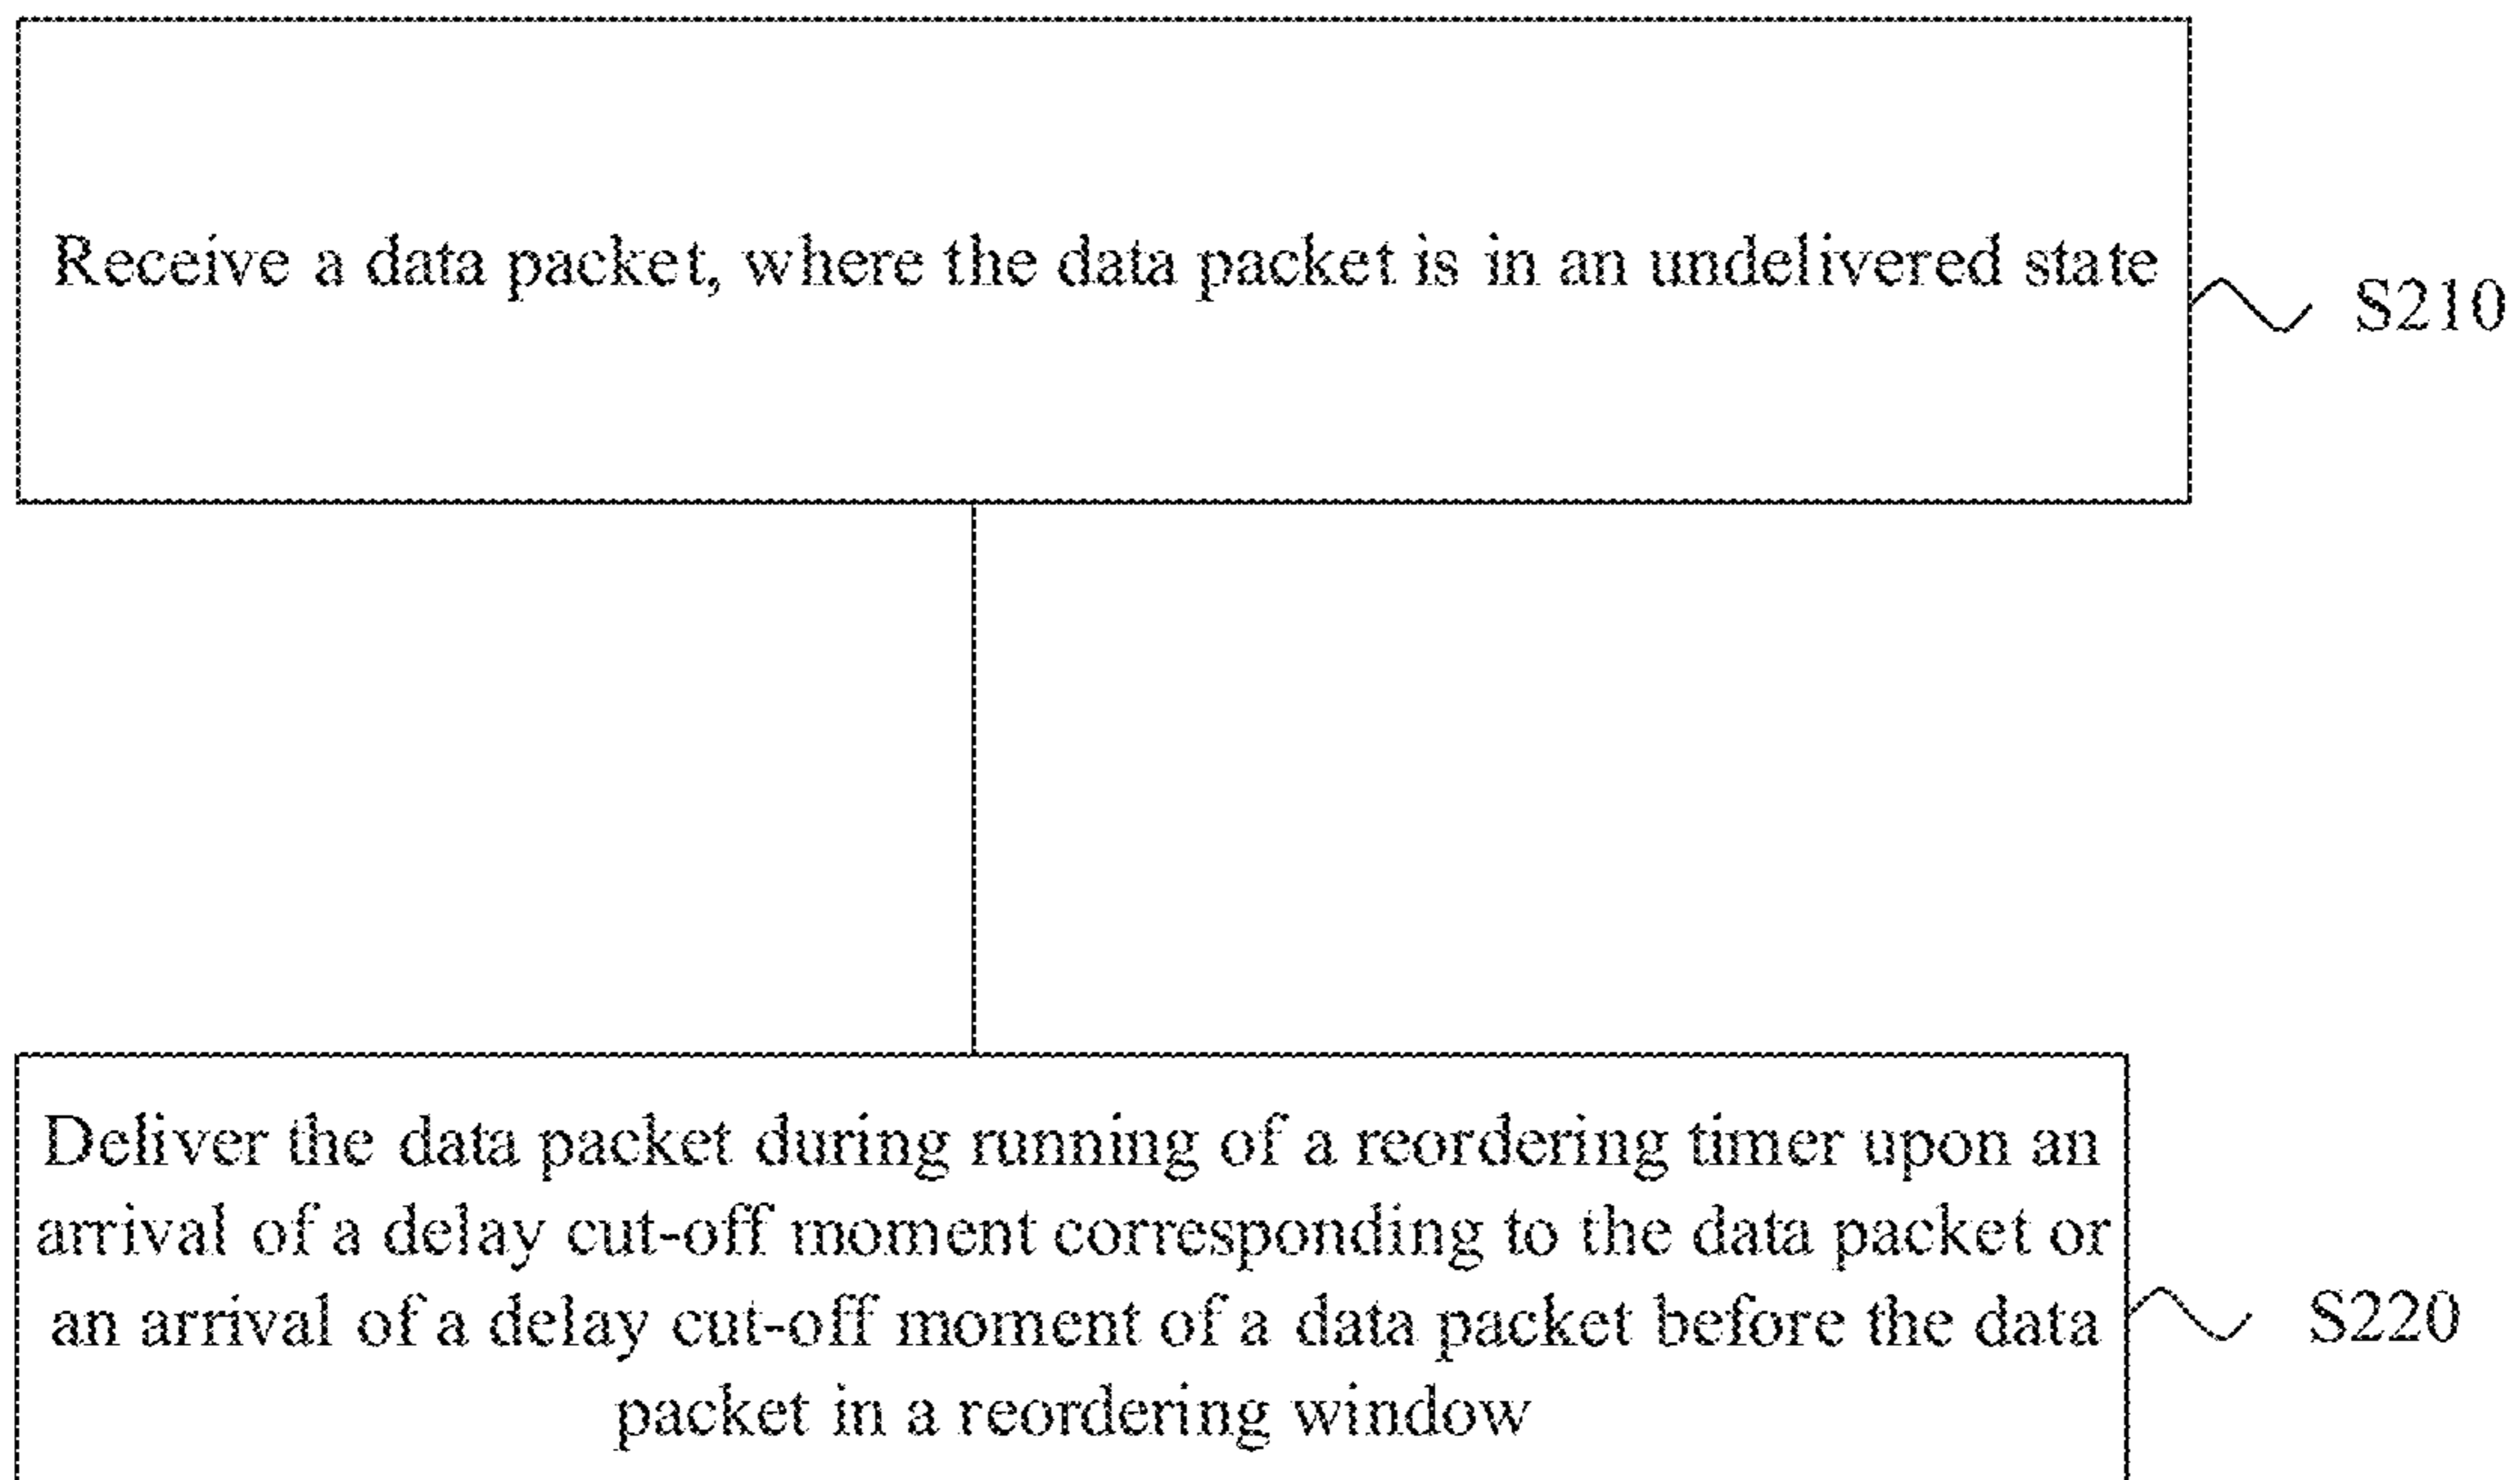 Receive a data packet, where the data packet is in an undelivered state
S210
Deliver the data packet during running of a reordering timer upon an
arrival of a delay cut-off moment corresponding to the data packet or
an arrival of a delay cut-off moment of a data packet before the data
packet in a reordering window
S220